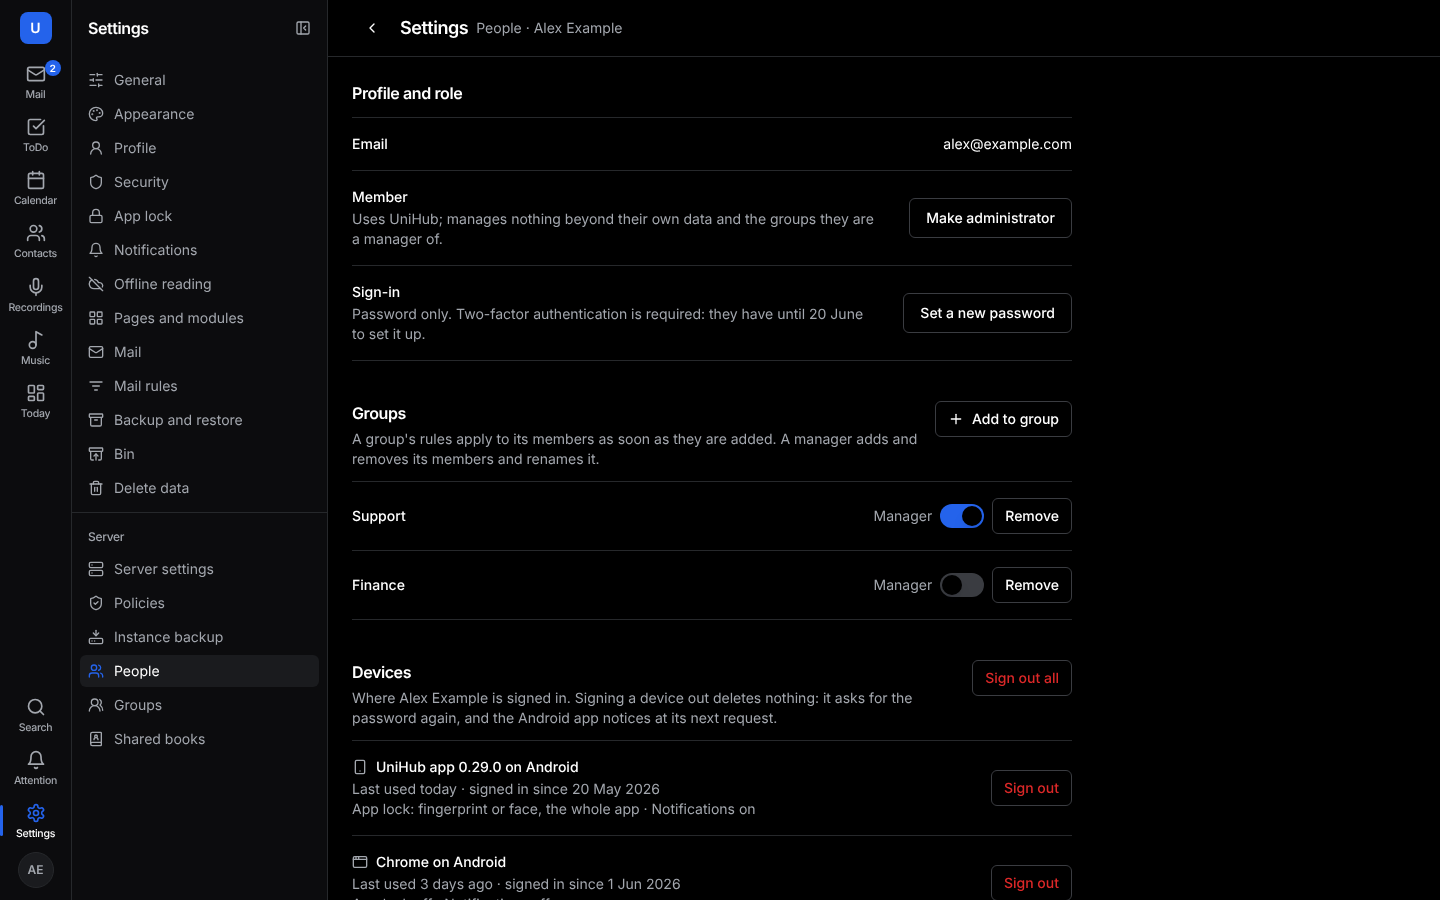 U
Settings
Mail
2
ToDo
Calendar
Contacts
Recordings
Music
Today
Search
Attention
Settings
AE
General
Appearance
Profile
Security
App lock
Notifications
Offline reading
Pages and modules
Mail
Mail rules
Backup and restore
Bin
Delete data
Server
Server settings
Policies
Instance backup
People
Groups
Shared books
Settings People · Alex Example
Profile and role
Email alex@example.com
Member
Uses UniHub; manages nothing beyond their own data and the groups they are
a manager of.
Make administrator
Sign-in
Password only. Two-factor authentication is required: they have until 20 June
to set it up.
Set a new password
Groups
A group's rules apply to its members as soon as they are added. A manager adds and
removes its members and renames it.
Add to group
Support Manager Remove
Finance Manager Remove
Devices
Where Alex Example is signed in. Signing a device out deletes nothing: it asks for the
password again, and the Android app notices at its next request.
Sign out all
UniHub app 0.29.0 on Android
Last used today · signed in since 20 May 2026
App lock: fingerprint or face, the whole app · Notifications on
Sign out
Chrome on Android
Last used 3 days ago · signed in since 1 Jun 2026
Sign out